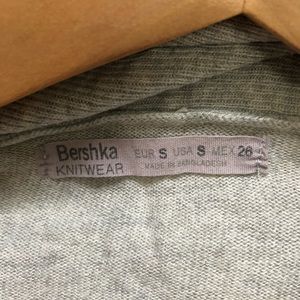 Bershka
KNITWEAR
EUR S USA S MEX 26
MADE IN BANGLADESH